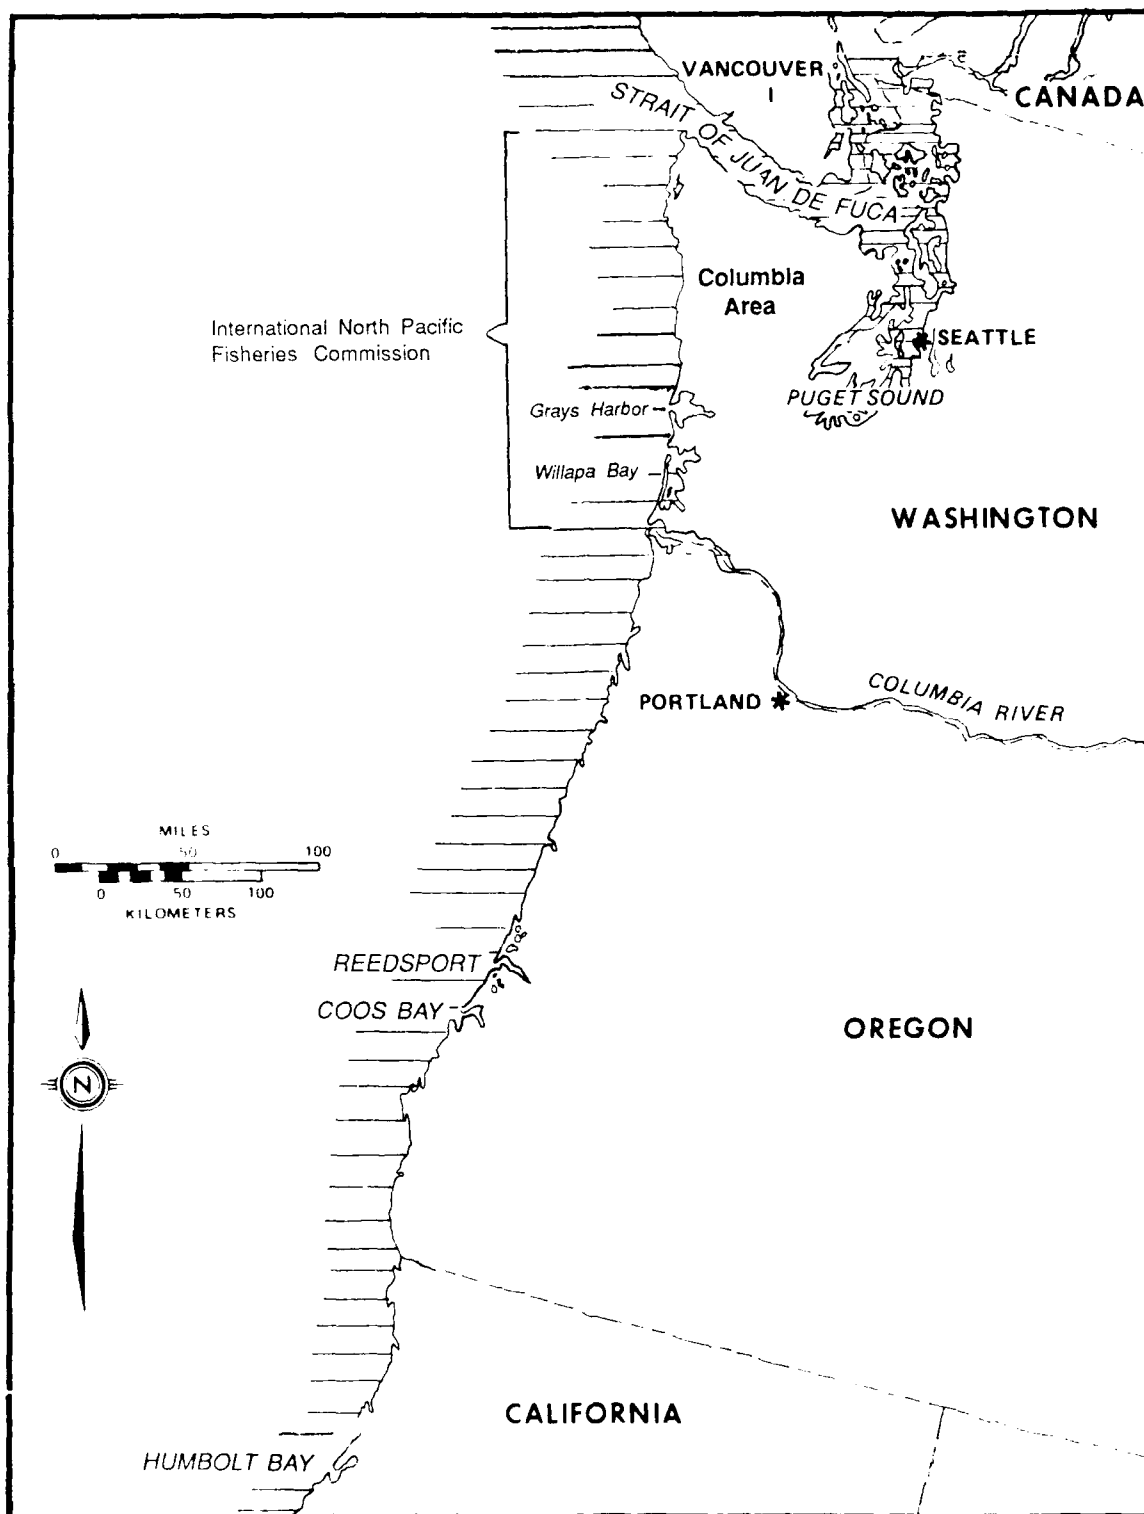 VANCOUVER
I
CANADA
STRAIT OF JUAN DE FUCA
Columbia
Area
International North Pacific
Fisheries Commission
SEATTLE
PUGET SOUND
Grays Harbor
Willapa Bay
WASHINGTON
PORTLAND
COLUMBIA RIVER
MILES
0 50 100
0 50 100
KILOMETERS
REEDSPORT
COOS BAY
OREGON
N
CALIFORNIA
HUMBOLT BAY